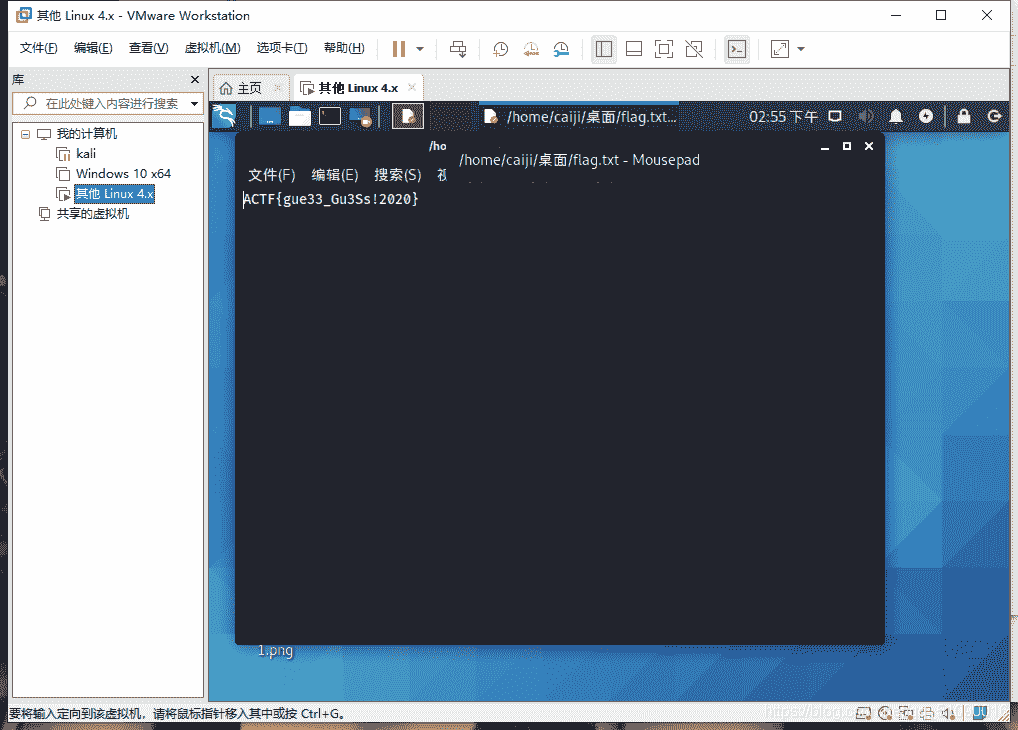 其他 Linux 4.x - VMware Workstation
文件(F) 编辑(E) 查看(V) 虚拟机(M) 选项卡(T) 帮助(H)
库
在此处键入内容进行搜索
我的计算机
kali
Windows 10 x64
其他 Linux 4.x
共享的虚拟机
主页
其他 Linux 4.x
/home/caiji/桌面/flag.txt...
02:55 下午
/ho
/home/caiji/桌面/flag.txt - Mousepad
文件(F) 编辑(E) 搜索(S)
ACTF{gue33_Gu3Ss!2020}
1.png
要将输入定向到该虚拟机，请将鼠标指针移入其中或按 Ctrl+G。